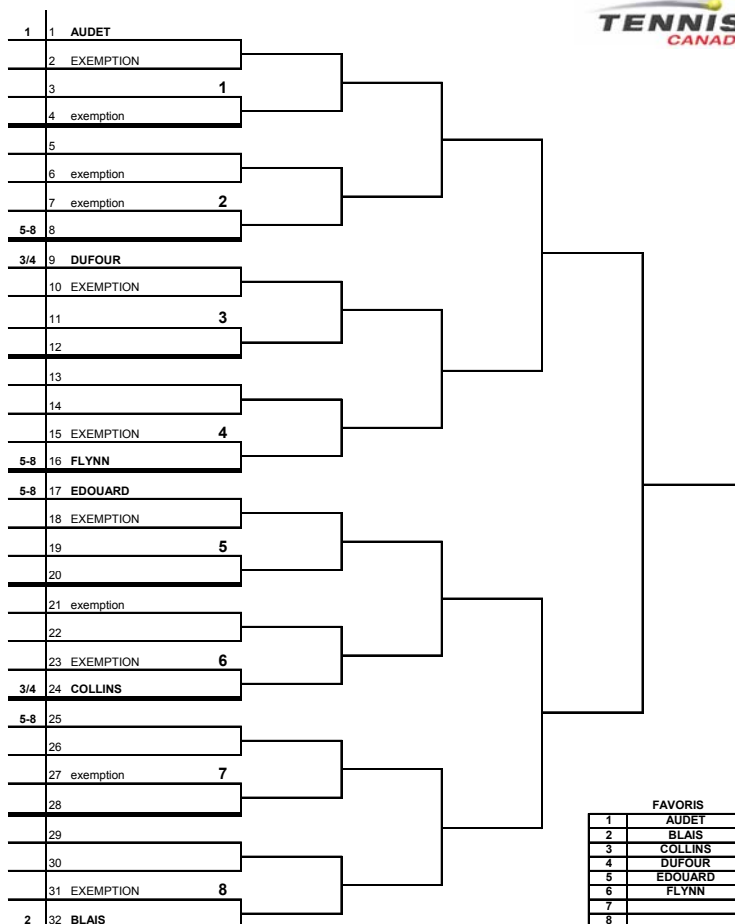 TENNIS
CANAD
1 1 AUDET
2 EXEMPTION
3 1
4 exemption
5
6 exemption
7 exemption 2
5-8 8
3/4 9 DUFOUR
10 EXEMPTION
11 3
12
13
14
15 EXEMPTION 4
5-8 16 FLYNN
5-8 17 EDOUARD
18 EXEMPTION
19 5
20
21 exemption
22
23 EXEMPTION 6
3/4 24 COLLINS
5-8 25
26
27 exemption 7
28
29
30
31 EXEMPTION 8
2 32 BLAIS
FAVORIS
1 AUDET
2 BLAIS
3 COLLINS
4 DUFOUR
5 EDOUARD
6 FLYNN
7
8